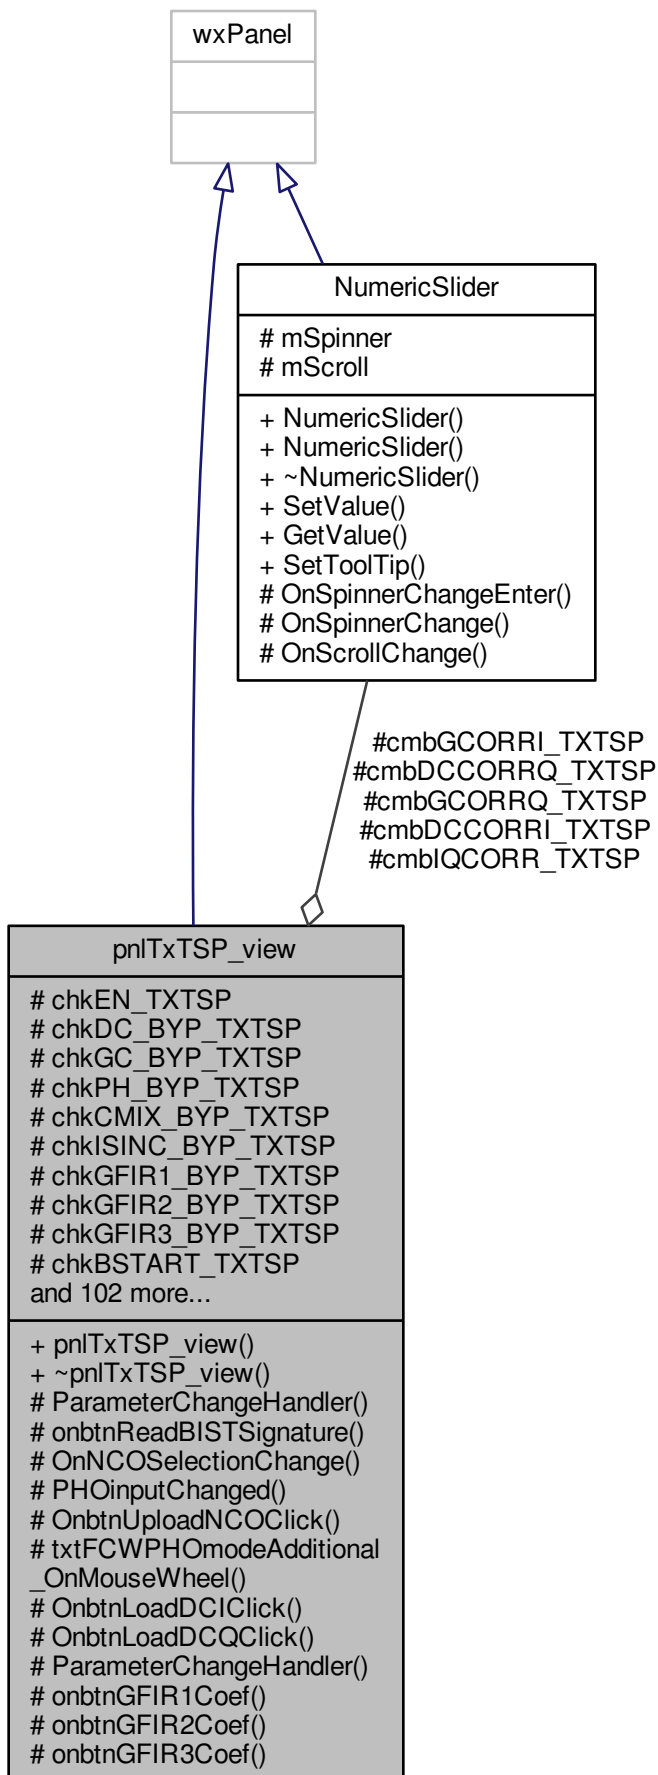 wxPanel
NumericSlider
# mSpinner
# mScroll
+ NumericSlider()
+ NumericSlider()
+ ~NumericSlider()
+ SetValue()
+ GetValue()
+ SetToolTip()
# OnSpinnerChangeEnter()
# OnSpinnerChange()
# OnScrollChange()
#cmbGCORRI_TXTSP
#cmbDCCORRQ_TXTSP
#cmbGCORRQ_TXTSP
#cmbDCCORRI_TXTSP
#cmbIQCORR_TXTSP
pnlTxTSP_view
# chkEN_TXTSP
# chkDC_BYP_TXTSP
# chkGC_BYP_TXTSP
# chkPH_BYP_TXTSP
# chkCMIX_BYP_TXTSP
# chkISINC_BYP_TXTSP
# chkGFIR1_BYP_TXTSP
# chkGFIR2_BYP_TXTSP
# chkGFIR3_BYP_TXTSP
# chkBSTART_TXTSP
and 102 more...
+ pnlTxTSP_view()
+ ~pnlTxTSP_view()
# ParameterChangeHandler()
# onbtnReadBISTSignature()
# OnNCOSelectionChange()
# PHOinputChanged()
# OnbtnUploadNCOClick()
# txtFCWPHOmodeAdditional
_OnMouseWheel()
# OnbtnLoadDCIClick()
# OnbtnLoadDCQClick()
# ParameterChangeHandler()
# onbtnGFIR1Coef()
# onbtnGFIR2Coef()
# onbtnGFIR3Coef()